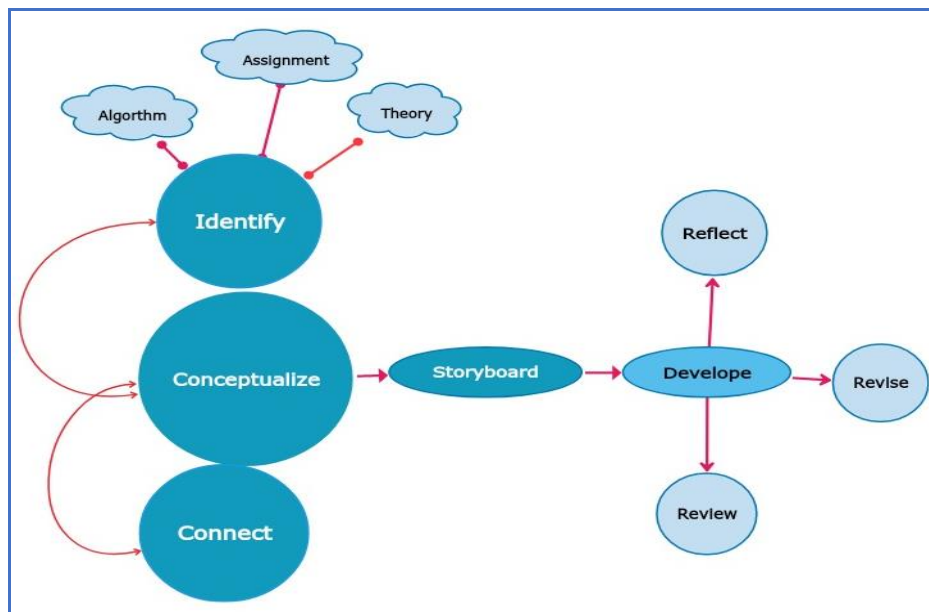 Assignment
Algorthm
Theory
Identify
Reflect
Conceptualize
Storyboard
Develope
Revise
Review
Connect